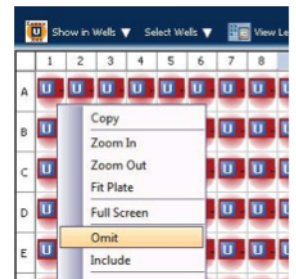 Show in Wells ▼ Select Wells ▼ View Le
1 2 3 4 5 6 7 8
A U U U U U U U U
B U U U
Copy
Zoom In
Zoom Out
C U U U
Fit Plate
D U Full Screen U U
Omit
E U U U
Include